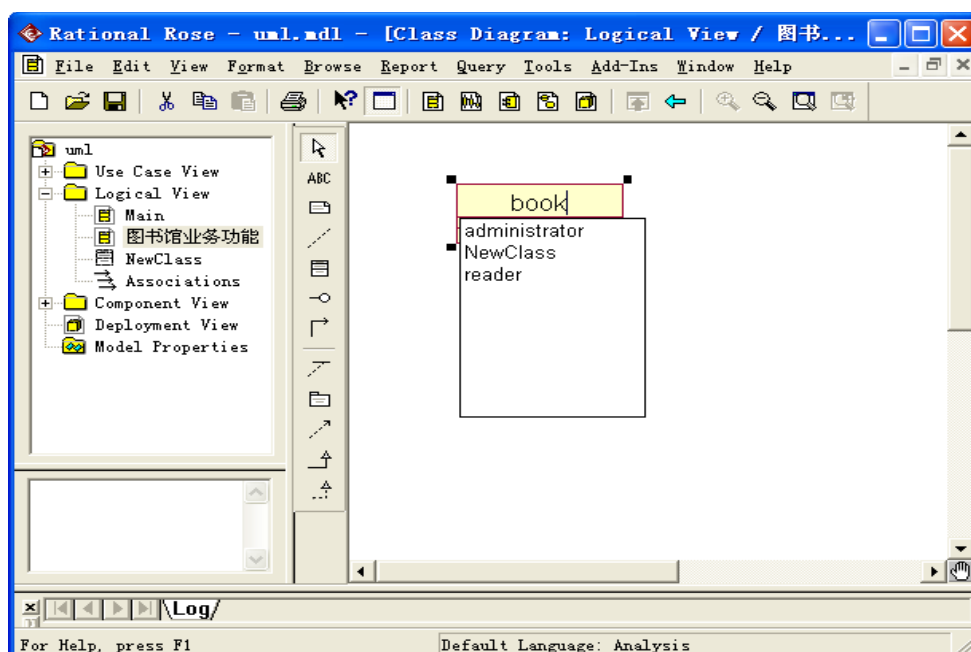 Rational Rose - uml.mdl - [Class Diagram: Logical View / 图书...
File Edit View Format Browse Report Query Tools Add-Ins Window Help
uml
Use Case View
Logical View
Main
图书馆业务功能
NewClass
Associations
Component View
Deployment View
Model Properties
ABC
book
administrator
NewClass
reader
Log
For Help, press F1
Default Language: Analysis